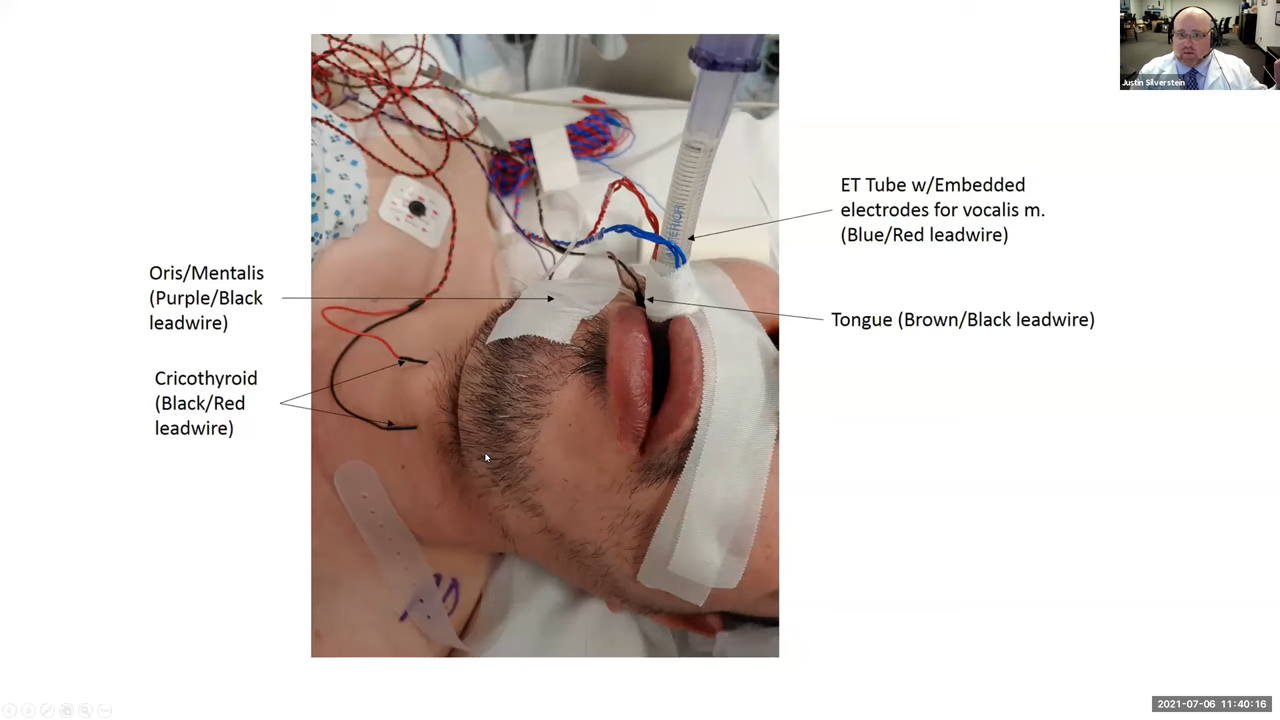 Justin Silverstein
ET Tube w/Embedded
electrodes for vocalis m.
(Blue/Red leadwire)
Oris/Mentalis
(Purple/Black
leadwire)
Tongue (Brown/Black leadwire)
Cricothyroid
(Black/Red
leadwire)
2021-07-06 11:40:16